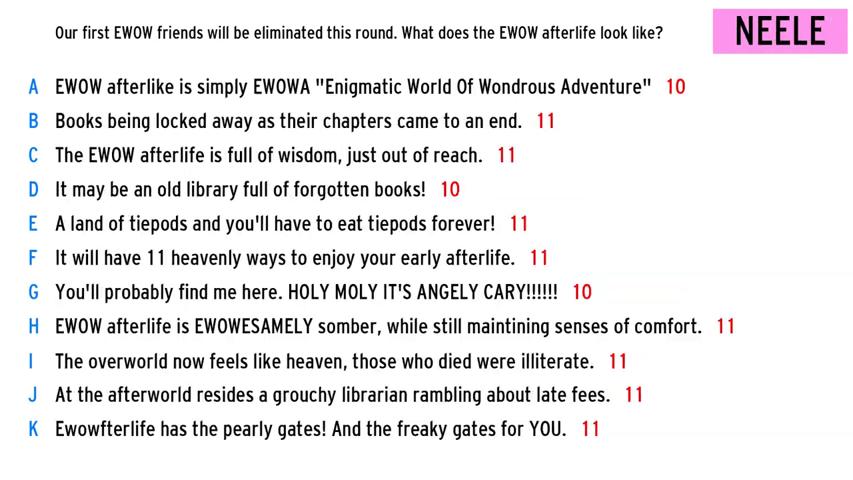 Our first EWOW friends will be eliminated this round. What does the EWOW afterlife look like?
NEELE
A EWOW afterlike is simply EWOWA "Enigmatic World Of Wondrous Adventure" 10
B Books being locked away as their chapters came to an end. 11
C The EWOW afterlife is full of wisdom, just out of reach. 11
D It may be an old library full of forgotten books! 10
E A land of tiepods and you'll have to eat tiepods forever! 11
F It will have 11 heavenly ways to enjoy your early afterlife. 11
G You'll probably find me here. HOLY MOLY IT'S ANGELY CARY!!!!!! 10
H EWOW afterlife is EWOWESAMELY somber, while still maintining senses of comfort. 11
I The overworld now feels like heaven, those who died were illiterate. 11
J At the afterworld resides a grouchy librarian rambling about late fees. 11
K Ewowfterlife has the pearly gates! And the freaky gates for YOU. 11